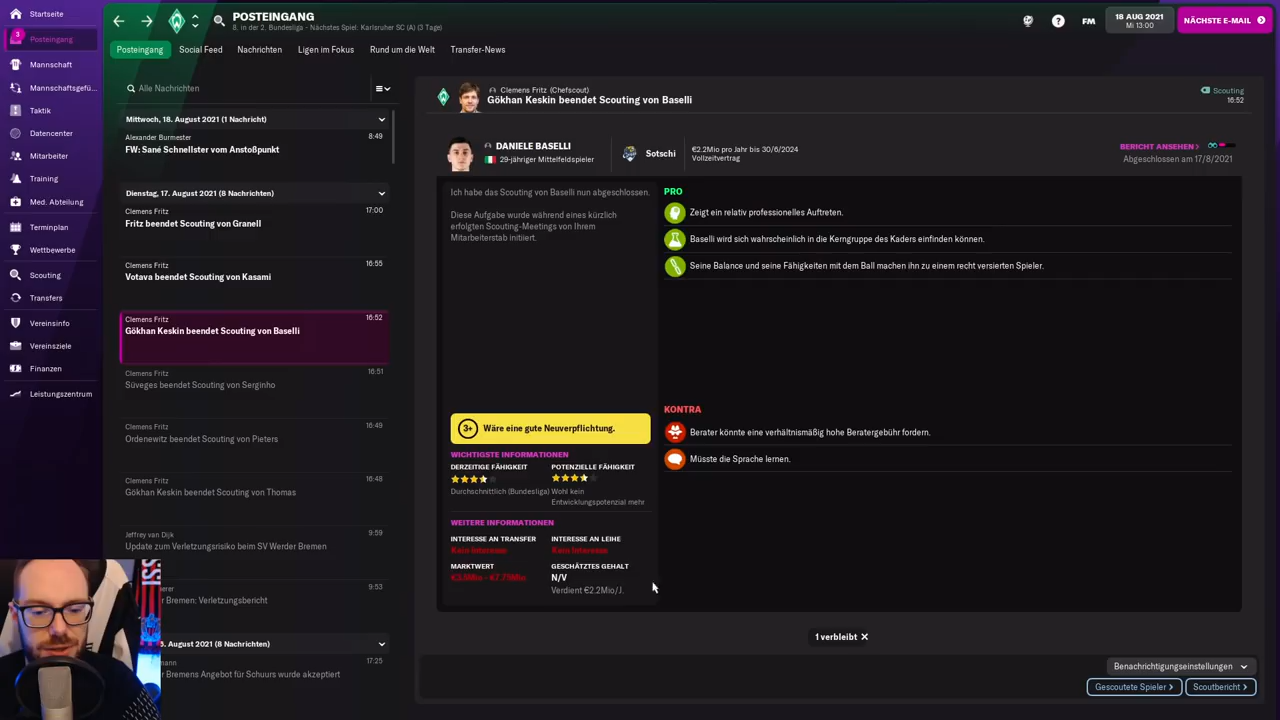 Startseite
3
Posteingang
Mannschaft
Mannschaftsgefü...
Taktik
Datencenter
Mitarbeiter
Training
Med. Abteilung
Terminplan
Wettbewerbe
Scouting
Transfers
Vereinsinfo
Vereinsziele
Finanzen
Leistungszentrum
POSTEINGANG
8. in der 2. Bundesliga - Nächstes Spiel: Karlsruher SC (A) (3 Tage)
FM
18 AUG 2021
Mi 13:00
NÄCHSTE E-MAIL
Posteingang
Social Feed
Nachrichten
Ligen im Fokus
Rund um die Welt
Transfer-News
Alle Nachrichten
Mittwoch, 18. August 2021 (1 Nachricht)
Alexander Burmester
8:49
FW: Sané Schnellster vom Anstoßpunkt
Dienstag, 17. August 2021 (8 Nachrichten)
Clemens Fritz
17:00
Fritz beendet Scouting von Granell
Clemens Fritz
16:55
Votava beendet Scouting von Kasami
Clemens Fritz
16:52
Gökhan Keskin beendet Scouting von Baselli
Clemens Fritz
16:51
Süveges beendet Scouting von Serginho
Clemens Fritz
16:49
Ordenewitz beendet Scouting von Pieters
Clemens Fritz
16:48
Gökhan Keskin beendet Scouting von Thomas
Jeffrey van Dijk
9:59
Update zum Verletzungsrisiko beim SV Werder Bremen
9:53
Bremen: Verletzungsbericht
August 2021 (8 Nachrichten)
17:25
Bremens Angebot für Schuurs wurde akzeptiert
Clemens Fritz (Chefscout)
Gökhan Keskin beendet Scouting von Baselli
Scouting
16:52
DANIELE BASELLI
29-jähriger Mittelfeldspieler
Sotschi
€2.2Mio pro Jahr bis 30/6/2024
Vollzeitvertrag
BERICHT ANSEHEN >
Abgeschlossen am 17/8/2021
Ich habe das Scouting von Baselli nun abgeschlossen.
Diese Aufgabe wurde während eines kürzlich
erfolgten Scouting-Meetings von Ihrem
Mitarbeiterstab initiiert.
3+
Wäre eine gute Neuverpflichtung.
WICHTIGSTE INFORMATIONEN
DERZEITIGE FÄHIGKEIT
POTENZIELLE FÄHIGKEIT
Durchschnittlich (Bundesliga)
Wohl kein
Entwicklungspotenzial mehr
WEITERE INFORMATIONEN
INTERESSE AN TRANSFER
INTERESSE AN LEIHE
Kein Interesse
Kein Interesse
MARKTWERT
GESCHÄTZTES GEHALT
N/V
Verdient €2.2Mio/J.
PRO
Zeigt ein relativ professionelles Auftreten.
Baselli wird sich wahrscheinlich in die Kerngruppe des Kaders einfinden können.
Seine Balance und seine Fähigkeiten mit dem Ball machen ihn zu einem recht versierten Spieler.
KONTRA
Berater könnte eine verhältnismäßig hohe Beratergebühr fordern.
Müsste die Sprache lernen.
1 verbleibt ✕
Benachrichtigungseinstellungen
Gescoutete Spieler >
Scoutbericht >